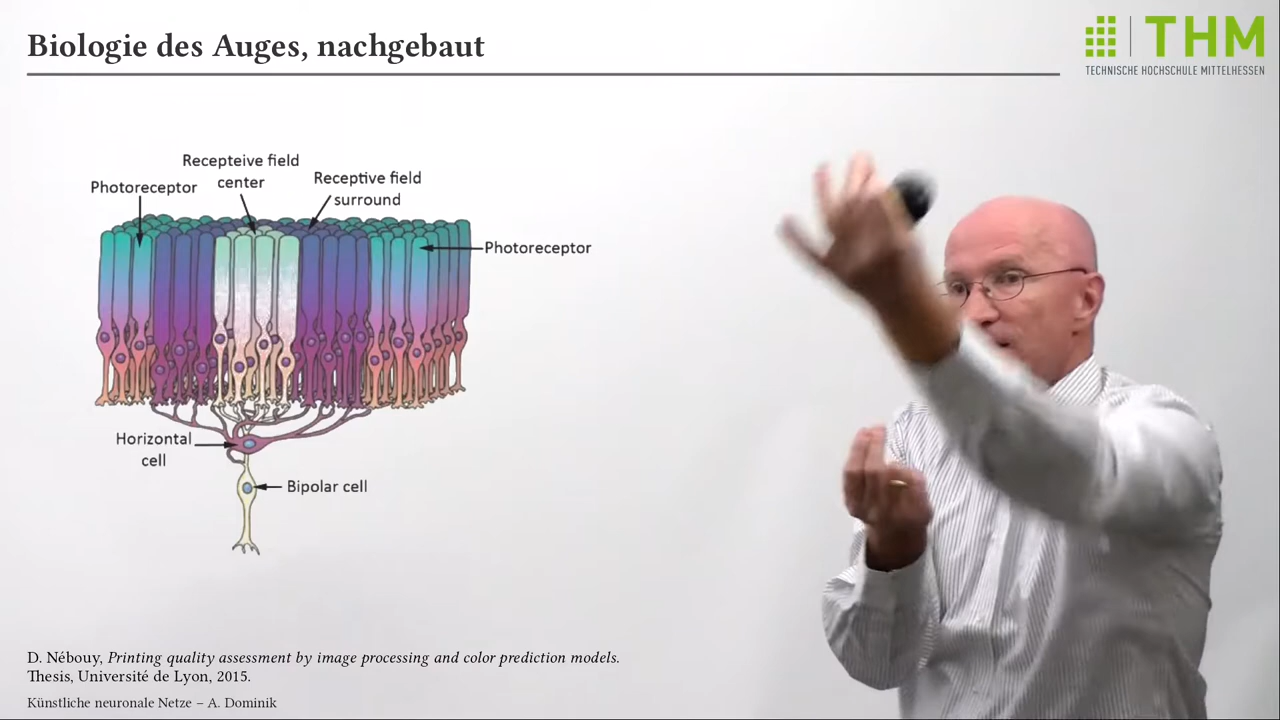 Biologie des Auges, nachgebaut
THM
TECHNISCHE HOCHSCHULE MITTELHESSEN
Recepteive field
center
Photoreceptor
Receptive field
surround
Photoreceptor
Horizontal
cell
Bipolar cell
D. Nébouy, Printing quality assessment by image processing and color prediction models.
Thesis, Université de Lyon, 2015.
Künstliche neuronale Netze – A. Dominik